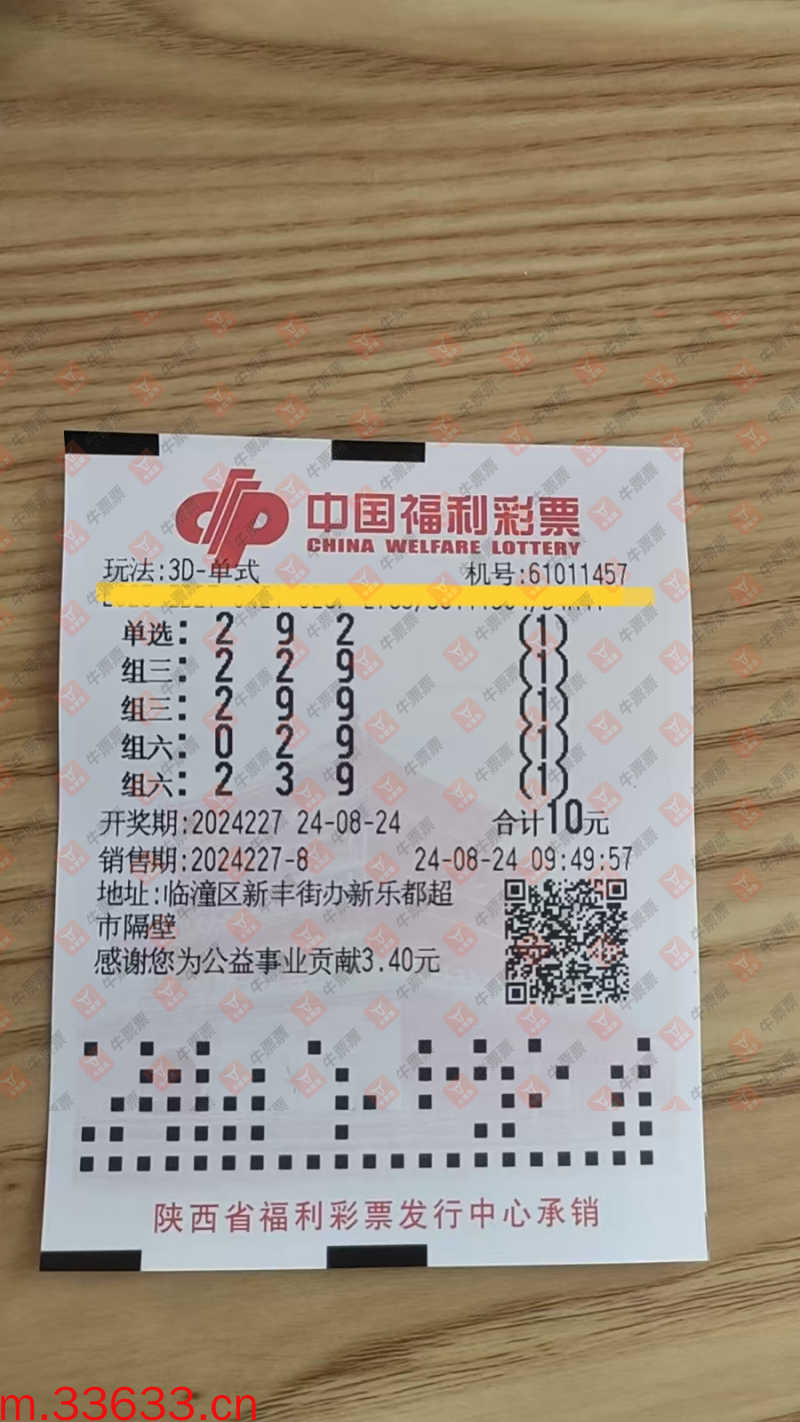 中国福利彩票
CHINA WELFARE LOTTERY
玩法:3D-单式 机号:61011457
单选: 2 9 2 (1)
组三: 2 2 9 (1)
组三: 2 9 9 (1)
组六: 0 2 9 (1)
组六: 2 3 9 (1)
开奖期:2024227 24-08-24 合计10元
销售期:2024227-8 24-08-24 09:49:57
地址:临潼区新丰街办新乐都超
市隔壁
感谢您为公益事业贡献3.40元
陕西省福利彩票发行中心承销
牛票票
m.33633.cn